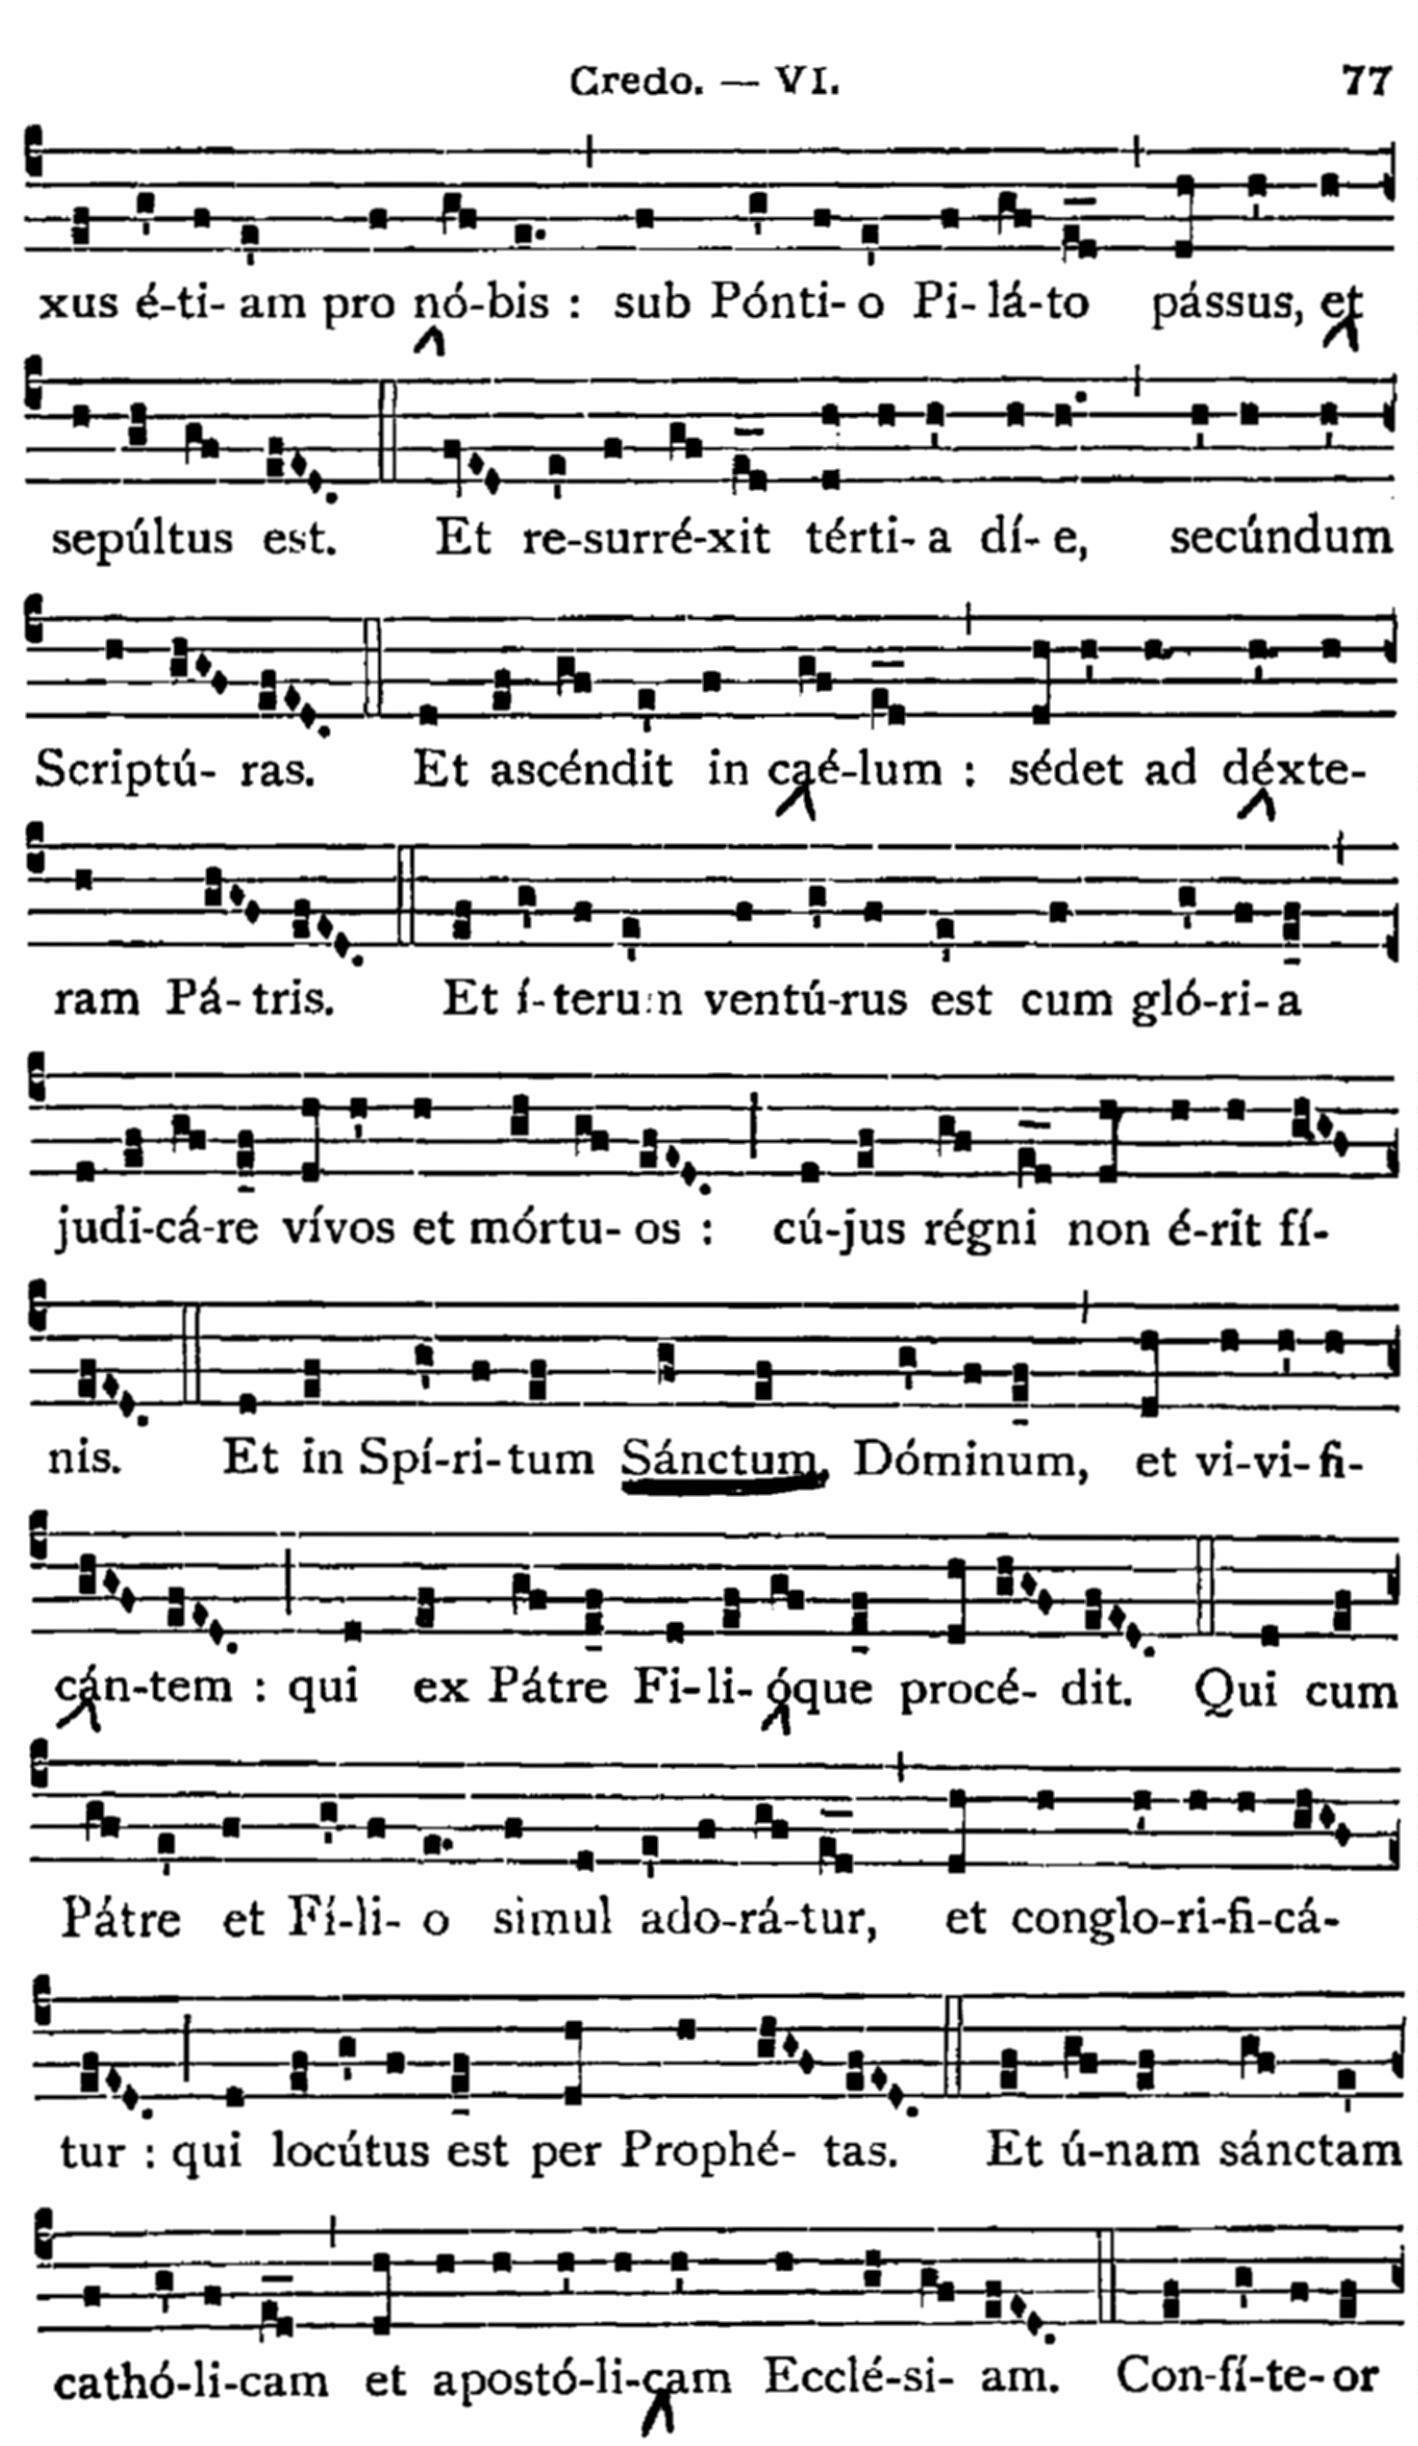 Credo. — VI. 77
xus é-ti- am pro nó-bis : sub Pónti- o Pi- lá-to pássus, et
sepúltus est. Et re-surré-xit térti- a dí- e, secúndum
Scriptú- ras. Et ascéndit in caé-lum : sédet ad déxte-
ram Pá- tris. Et í- terum ventú-rus est cum gló-ri- a
judi-cá-re vívos et mórtu- os : cú-jus régni non é-rit fí-
nis. Et in Spí-ri-tum Sánctum, Dóminum, et vi-vi- fi-
cán-tem : qui ex Pátre Fi- li- óque procé- dit. Qui cum
Pátre et Fí-li- o simul ado-rá-tur, et conglo-ri-fi-cá-
tur : qui locútus est per Prophé- tas. Et ú-nam sánctam
cathó-li-cam et apostó-li-cam Ecclé-si- am. Con-fí-te- or